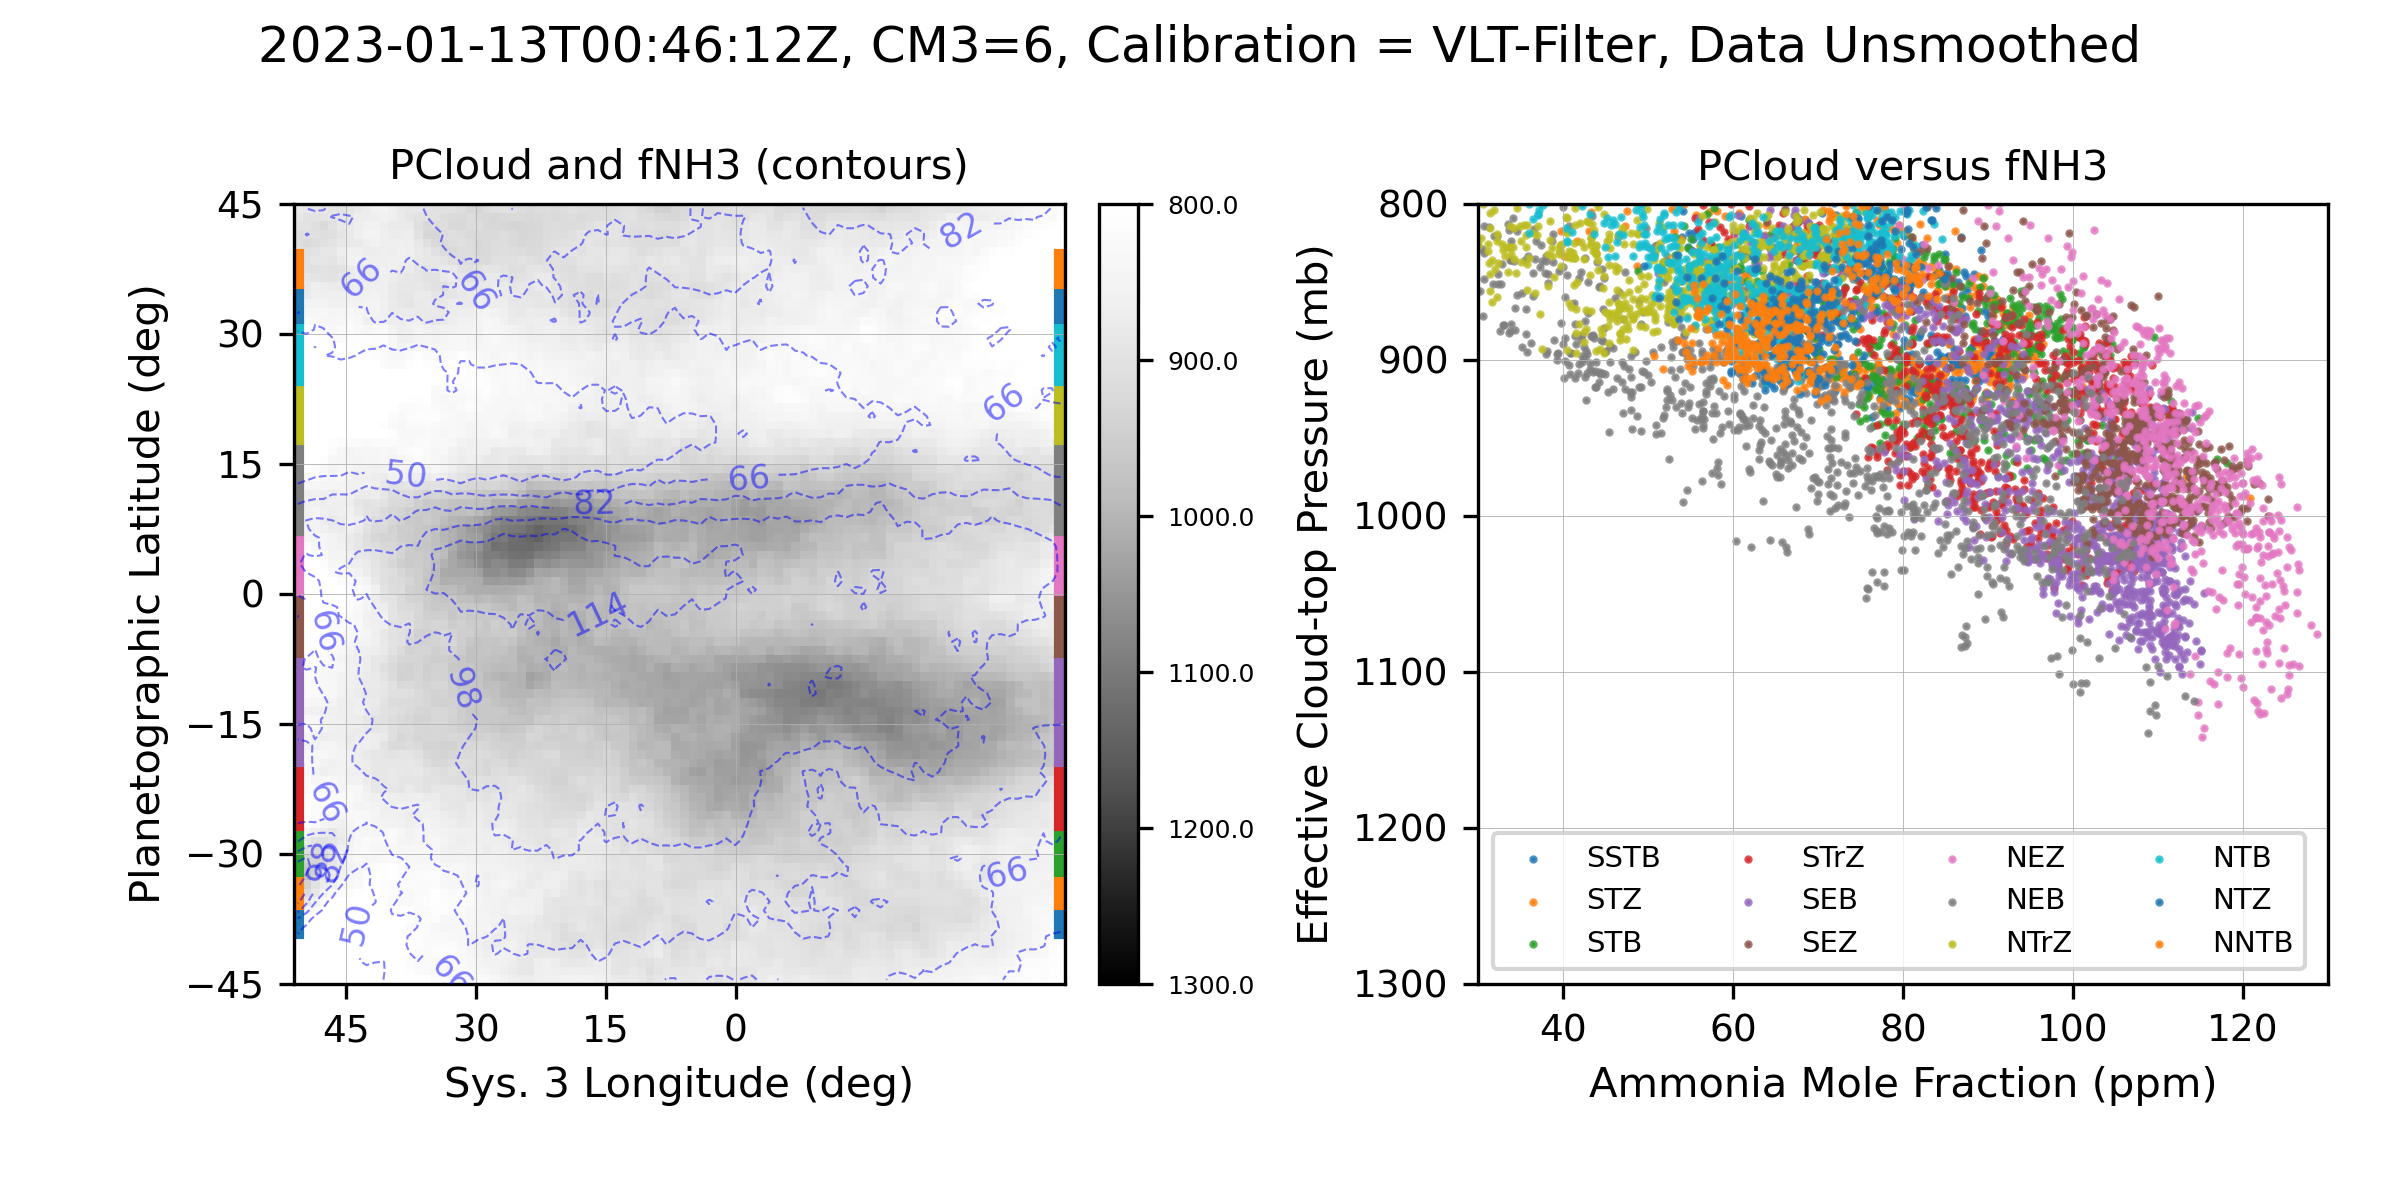 2023-01-13T00:46:12Z, CM3=6, Calibration = VLT-Filter, Data Unsmoothed
PCloud and fNH3 (contours)
Planetographic Latitude (deg)
45
30
15
0
−15
−30
−45
45
30
15
0
Sys. 3 Longitude (deg)
82
66
66
66
50
66
82
114
66
98
66
98
82
50
66
66
800.0
900.0
1000.0
1100.0
1200.0
1300.0
PCloud versus fNH3
Effective Cloud-top Pressure (mb)
800
900
1000
1100
1200
1300
40
60
80
100
120
Ammonia Mole Fraction (ppm)
SSTB
STZ
STB
STrZ
SEB
SEZ
NEZ
NEB
NTrZ
NTB
NTZ
NNTB